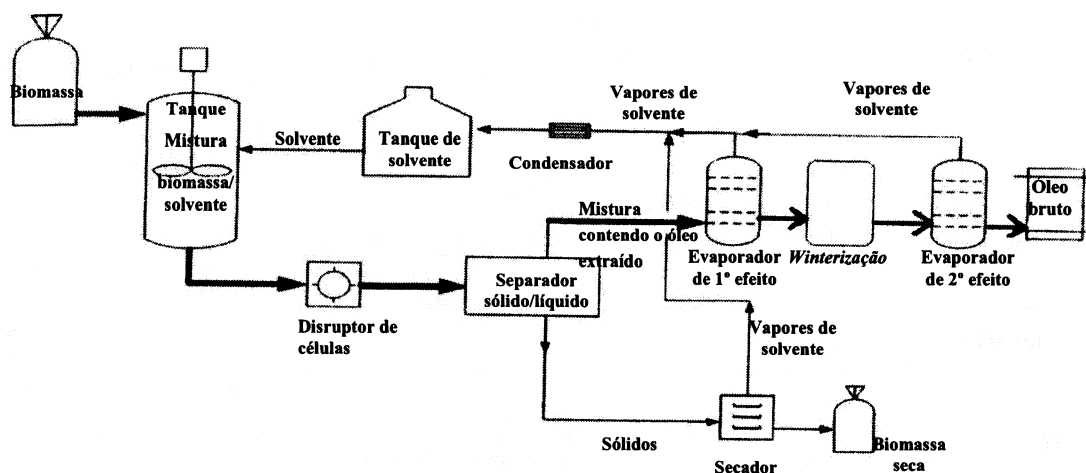 Biomassa
Tanque
Mistura
biomassa/
solvente
Solvente
Tanque de
solvente
Condensador
Vapores de
solvente
Vapores de
solvente
Mistura
contendo o óleo
extraído
Evaporador
de 1º efeito
Winterização
Evaporador
de 2º efeito
Óleo
bruto
Disruptor de
células
Separador
sólido/líquido
Vapores de
solvente
Sólidos
Secador
Biomassa
seca